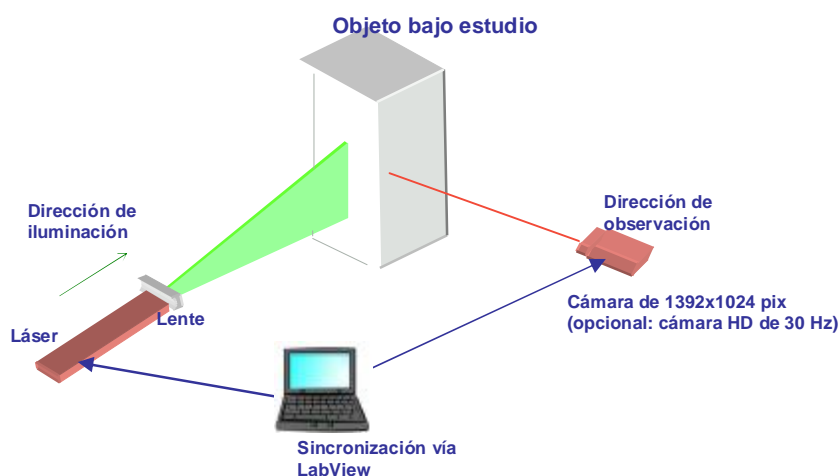 Objeto bajo estudio
Dirección de
observación
Dirección de
iluminación
Cámara de 1392x1024 pix
(opcional: cámara HD de 30 Hz)
Lente
Láser
Sincronización vía
LabView